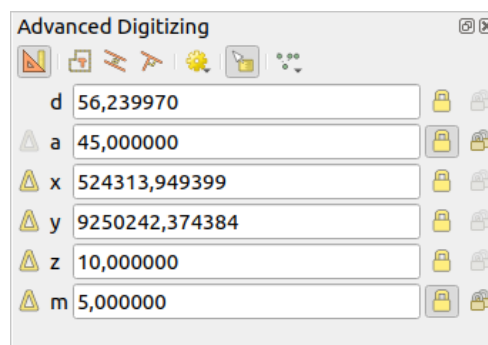 Advanced Digitizing
d 56,239970
a 45,000000
x 524313,949399
y 9250242,374384
z 10,000000
m 5,000000